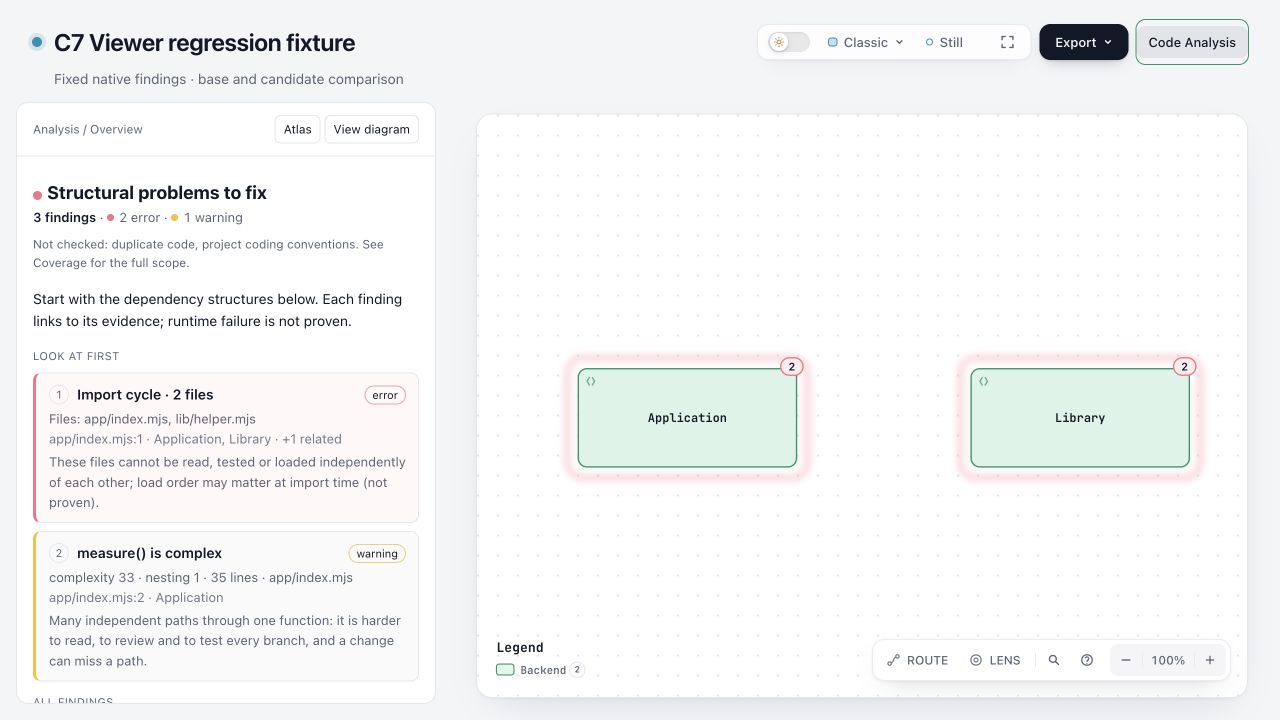 C7 Viewer regression fixture
Fixed native findings · base and candidate comparison
Classic
Still
Export
Code Analysis
Analysis / Overview
Atlas
View diagram
Structural problems to fix
3 findings · 2 error · 1 warning
Not checked: duplicate code, project coding conventions. See
Coverage for the full scope.
Start with the dependency structures below. Each finding
links to its evidence; runtime failure is not proven.
LOOK AT FIRST
1 Import cycle · 2 files error
Files: app/index.mjs, lib/helper.mjs
app/index.mjs:1 · Application, Library · +1 related
These files cannot be read, tested or loaded independently
of each other; load order may matter at import time (not
proven).
2 measure() is complex warning
complexity 33 · nesting 1 · 35 lines · app/index.mjs
app/index.mjs:2 · Application
Many independent paths through one function: it is harder
to read, to review and to test every branch, and a change
can miss a path.
ALL FINDINGS
2
Application
2
Library
Legend
Backend 2
ROUTE
LENS
100%